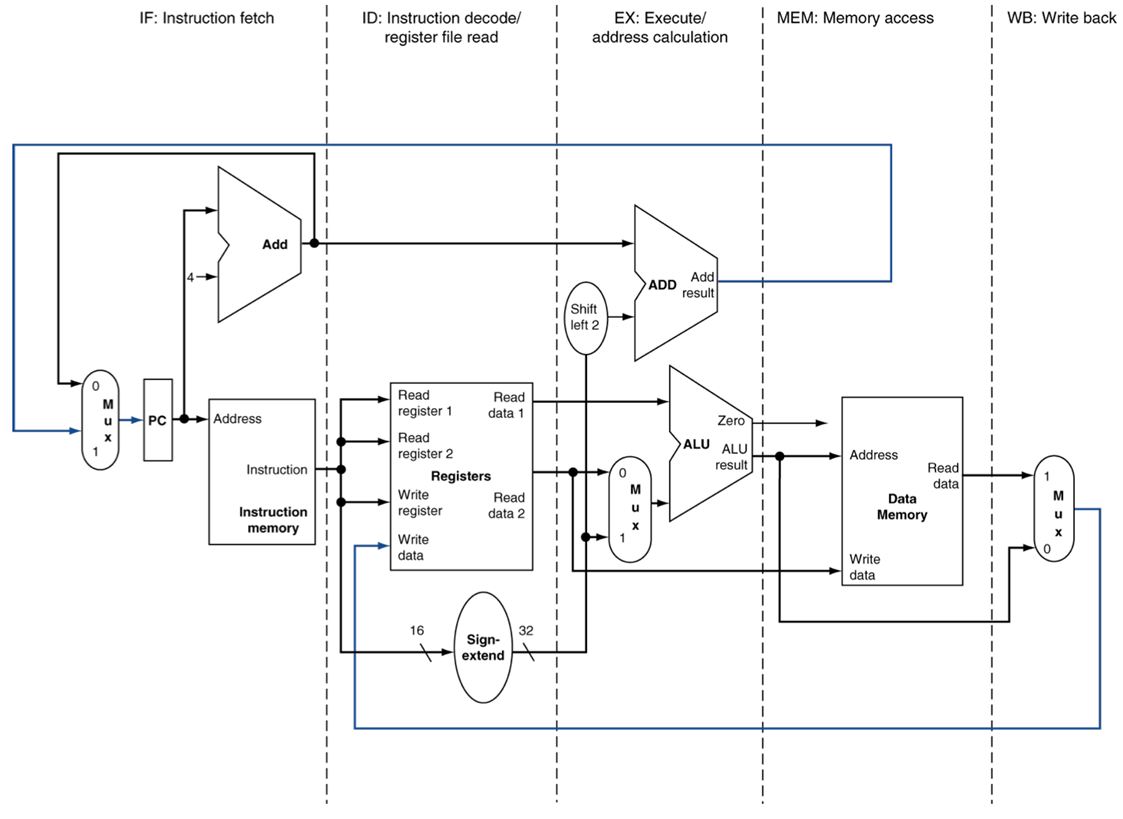 IF: Instruction fetch
ID: Instruction decode/
register file read
EX: Execute/
address calculation
MEM: Memory access
WB: Write back
Add
4
ADD
Add
result
Shift
left 2
0
M
u
x
1
PC
Address
Instruction
Instruction
memory
Read
register 1
Read
data 1
Read
register 2
Registers
Write
register
Read
data 2
Write
data
0
M
u
x
1
Zero
ALU
ALU
result
Address
Read
data
Data
Memory
Write
data
1
M
u
x
0
16
Sign-
extend
32